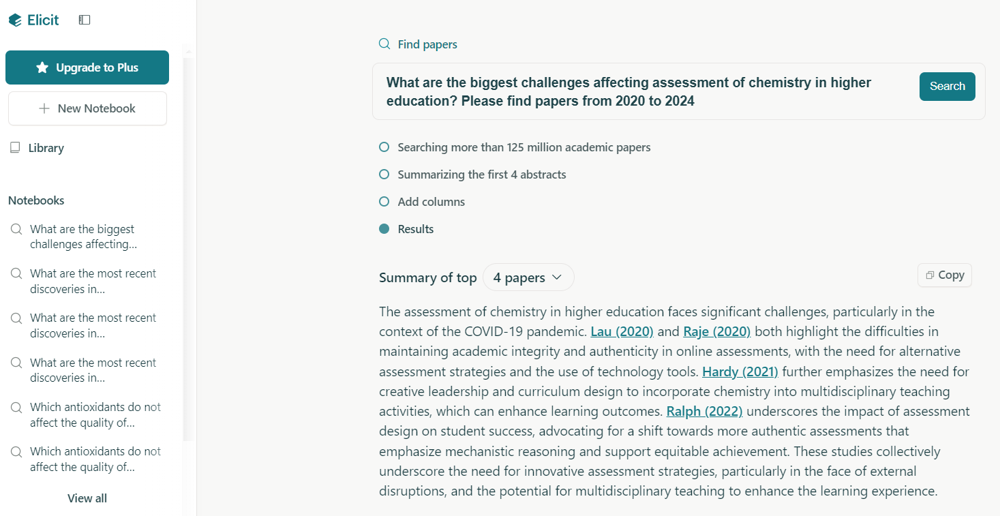 Elicit
Upgrade to Plus
New Notebook
Library
Notebooks
What are the biggest
challenges affecting...
What are the most recent
discoveries in...
What are the most recent
discoveries in...
What are the most recent
discoveries in...
Which antioxidants do not
affect the quality of...
Which antioxidants do not
affect the quality of...
View all
Find papers
What are the biggest challenges affecting assessment of chemistry in higher
education? Please find papers from 2020 to 2024
Search
Searching more than 125 million academic papers
Summarizing the first 4 abstracts
Add columns
Results
Summary of top 4 papers
Copy
The assessment of chemistry in higher education faces significant challenges, particularly in the
context of the COVID-19 pandemic. Lau (2020) and Raje (2020) both highlight the difficulties in
maintaining academic integrity and authenticity in online assessments, with the need for alternative
assessment strategies and the use of technology tools. Hardy (2021) further emphasizes the need for
creative leadership and curriculum design to incorporate chemistry into multidisciplinary teaching
activities, which can enhance learning outcomes. Ralph (2022) underscores the impact of assessment
design on student success, advocating for a shift towards more authentic assessments that
emphasize mechanistic reasoning and support equitable achievement. These studies collectively
underscore the need for innovative assessment strategies, particularly in the face of external
disruptions, and the potential for multidisciplinary teaching to enhance the learning experience.